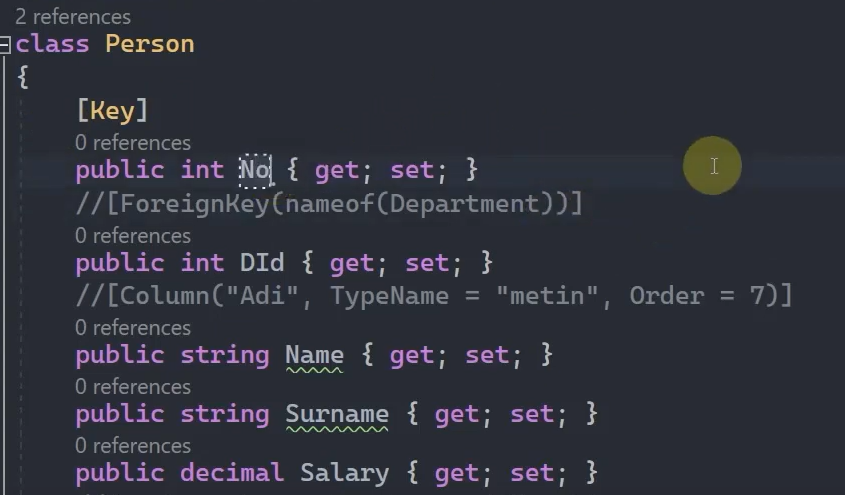 2 references
class Person
{
[Key]
0 references
public int No { get; set; }
//[ForeignKey(nameof(Department))]
0 references
public int DId { get; set; }
//[Column("Adi", TypeName = "metin", Order = 7)]
0 references
public string Name { get; set; }
0 references
public string Surname { get; set; }
0 references
public decimal Salary { get; set; }